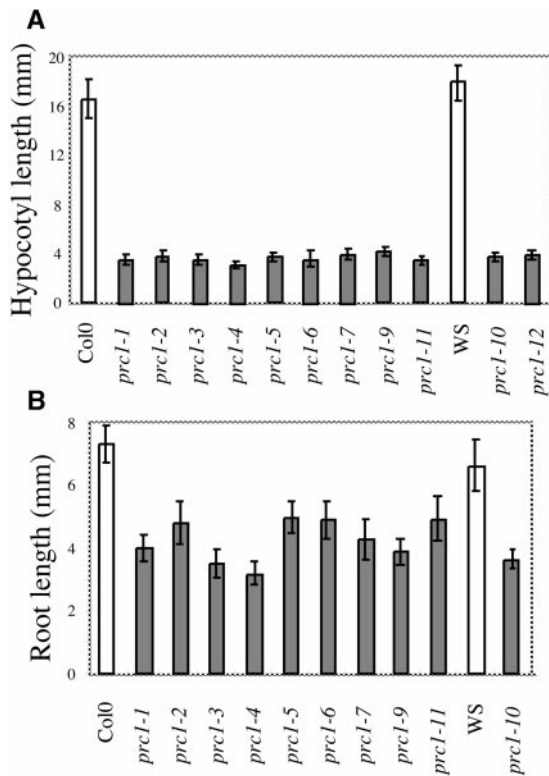 A
Hypocotyl length (mm)
20
16
12
8
4
0
Col0
prc1-1
prc1-2
prc1-3
prc1-4
prc1-5
prc1-6
prc1-7
prc1-9
prc1-11
WS
prc1-10
prc1-12
B
Root length (mm)
8
6
4
2
0
Col0
prc1-1
prc1-2
prc1-3
prc1-4
prc1-5
prc1-6
prc1-7
prc1-9
prc1-11
WS
prc1-10